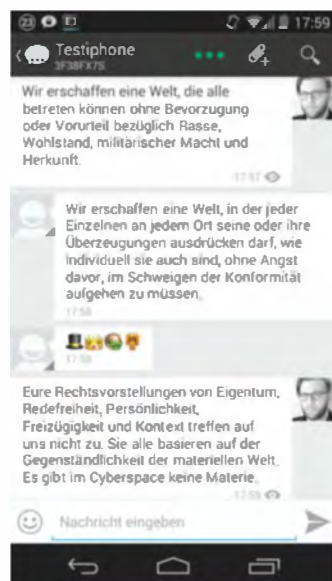 23
17:59
Testiphone
3F38FX7S
Wir erschaffen eine Welt, die alle
betreten können ohne Bevorzugung
oder Vorurteil bezüglich Rasse,
Wohlstand, militärischer Macht und
Herkunft.
17:57
Wir erschaffen eine Welt, in der jeder
Einzelnen an jedem Ort seine oder ihre
Überzeugungen ausdrücken darf, wie
individuell sie auch sind, ohne Angst
davor, im Schweigen der Konformität
aufgehen zu müssen.
17:58
17:58
Eure Rechtsvorstellungen von Eigentum,
Redefreiheit, Persönlichkeit,
Freizügigkeit und Kontext treffen auf
uns nicht zu. Sie alle basieren auf der
Gegenständlichkeit der materiellen Welt.
Es gibt im Cyberspace keine Materie.
17:59
Nachricht eingeben